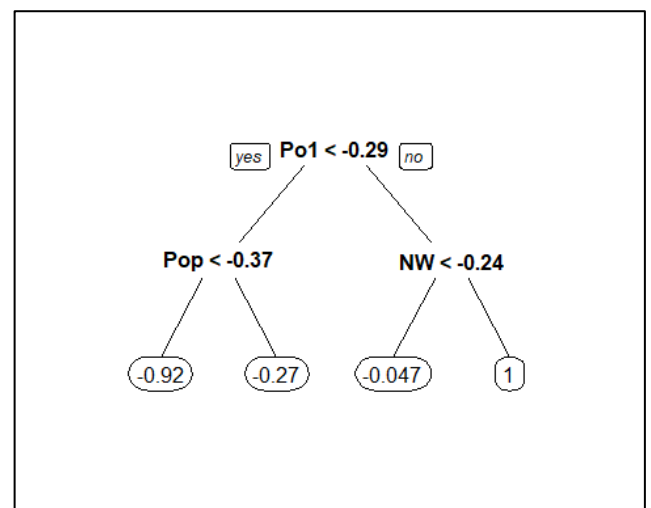 yes Po1 < -0.29 no
Pop < -0.37 NW < -0.24
-0.92 -0.27 -0.047 1